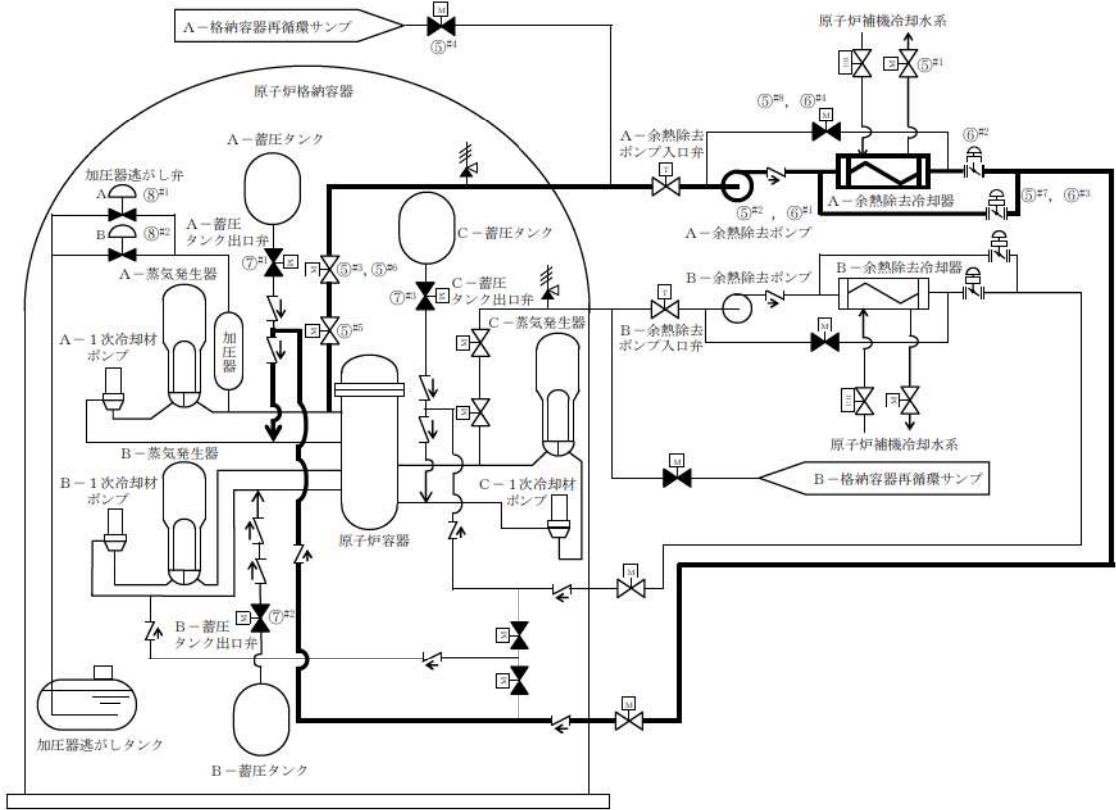 A－格納容器再循環サンプ
M
⑤#4
原子炉補機冷却水系
M
⑤#1
原子炉格納容器
⑤#8，⑥#4
M
A－蓄圧タンク
A－余熱除去
ポンプ入口弁
T
⑥#2
加圧器逃がし弁
A
⑧#1
B
⑧#2
A－蓄圧
タンク出口弁
⑦#1
M
C－蓄圧タンク
⑤#2，⑥#1
A－余熱除去ポンプ
A－余熱除去冷却器
⑤#7，⑥#3
A－蒸気発生器
M
⑤#3，⑤#6
⑦#3
M
C－蓄圧
タンク出口弁
B－余熱除去ポンプ
B－余熱除去冷却器
T
M
⑤#5
C－蒸気発生器
B－余熱除去
ポンプ入口弁
M
A－1次冷却材
ポンプ
加圧器
M
M
M
M
B－蒸気発生器
原子炉補機冷却水系
B－1次冷却材
ポンプ
C－1次冷却材
ポンプ
M
B－格納容器再循環サンプ
原子炉容器
M
M
⑦#2
B－蓄圧
タンク出口弁
M
M
M
加圧器逃がしタンク
B－蓄圧タンク